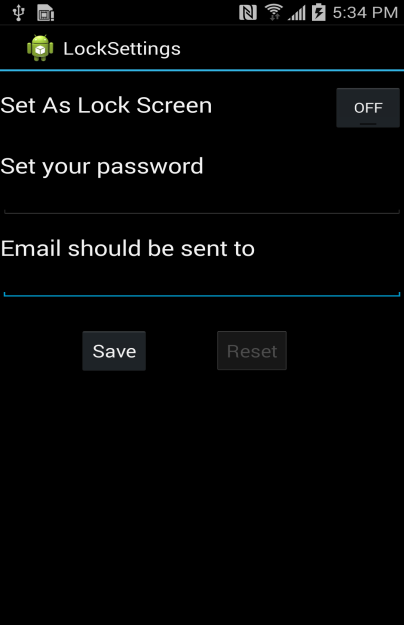 5:34 PM
LockSettings
Set As Lock Screen
OFF
Set your password
Email should be sent to
Save Reset